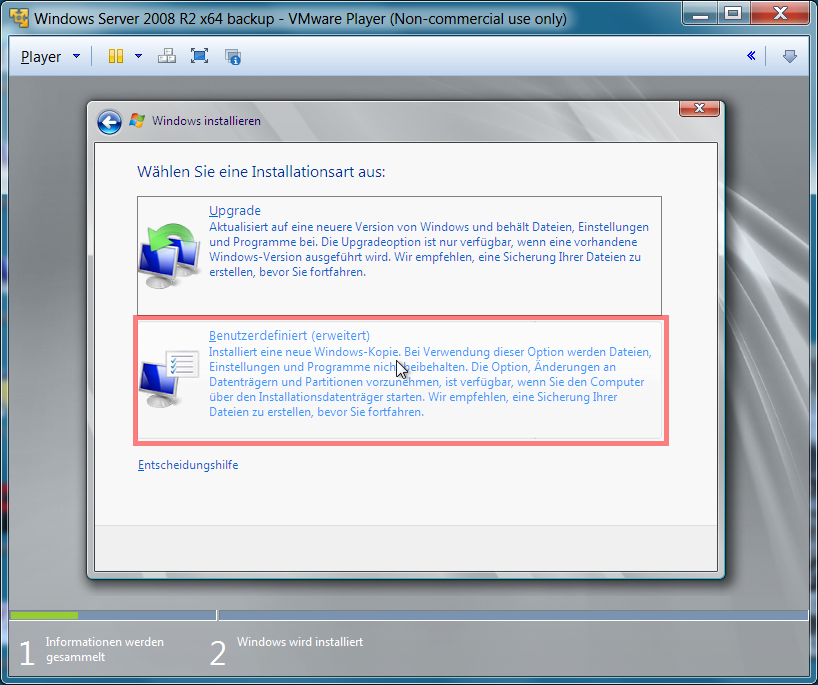 Windows Server 2008 R2 x64 backup - VMware Player (Non-commercial use only)
Player
Windows installieren
Wählen Sie eine Installationsart aus:
Upgrade
Aktualisiert auf eine neuere Version von Windows und behält Dateien, Einstellungen
und Programme bei. Die Upgradeoption ist nur verfügbar, wenn eine vorhandene
Windows-Version ausgeführt wird. Wir empfehlen, eine Sicherung Ihrer Dateien zu
erstellen, bevor Sie fortfahren.
Benutzerdefiniert (erweitert)
Installiert eine neue Windows-Kopie. Bei Verwendung dieser Option werden Dateien,
Einstellungen und Programme nicht beibehalten. Die Option, Änderungen an
Datenträgern und Partitionen vorzunehmen, ist verfügbar, wenn Sie den Computer
über den Installationsdatenträger starten. Wir empfehlen, eine Sicherung Ihrer
Dateien zu erstellen, bevor Sie fortfahren.
Entscheidungshilfe
1 Informationen werden
gesammelt
2 Windows wird installiert